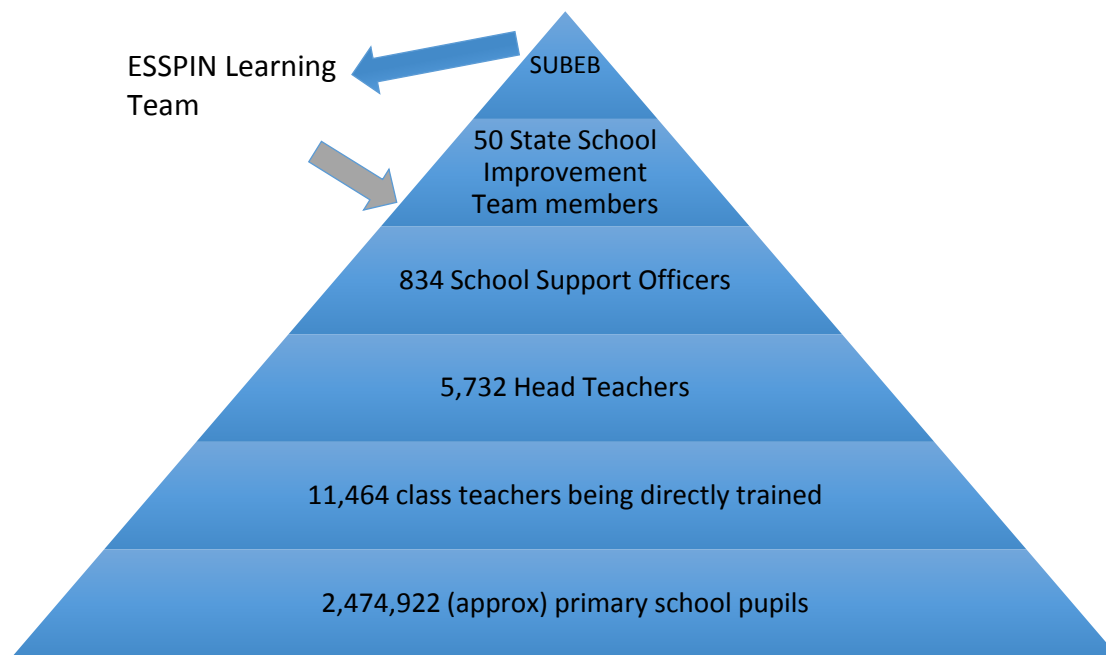 ESSPIN Learning
Team
SUBEB
50 State School
Improvement
Team members
834 School Support Officers
5,732 Head Teachers
11,464 class teachers being directly trained
2,474,922 (approx) primary school pupils